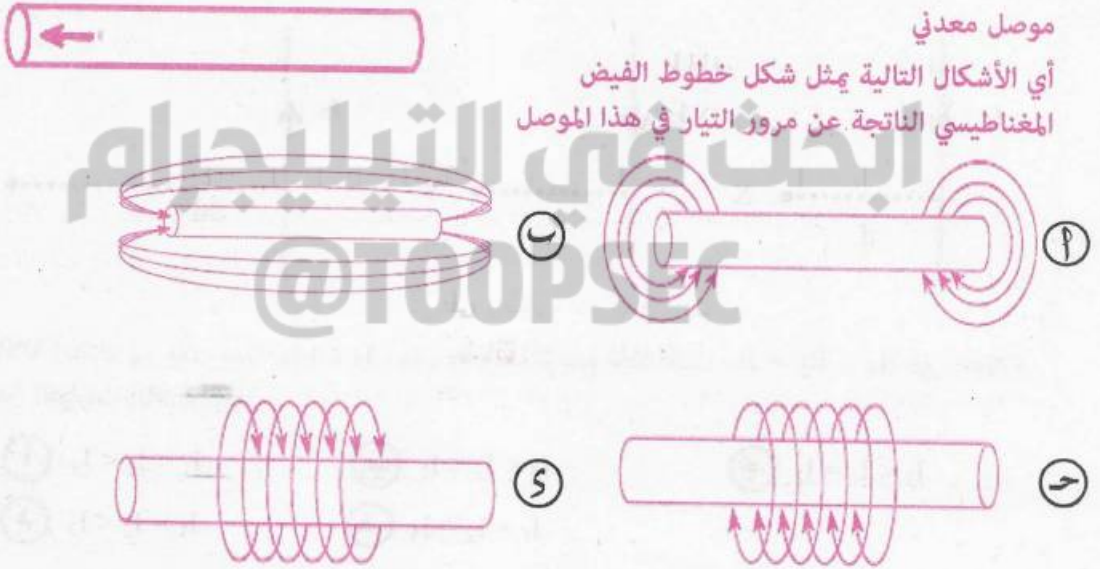 موصل معدني
أي الأشكال التالية يمثل شكل خطوط الفيض
المغناطيسي الناتجة عن مرور التيار في هذا الموصل
ابحث في التيليجرام
@TOOPSEC
أ
ب
حـ
د